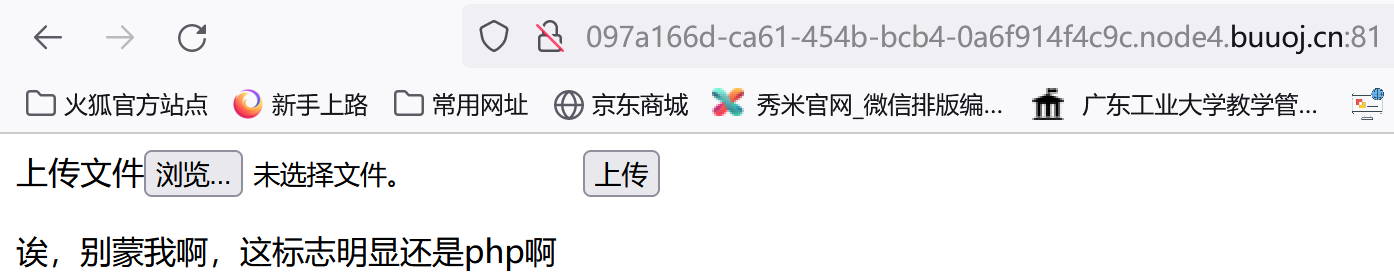 097a166d-ca61-454b-bcb4-0a6f914f4c9c.node4.buuoj.cn:81
火狐官方站点 新手上路 常用网址 京东商城 秀米官网_微信排版编... 广东工业大学教学管...
上传文件 浏览... 未选择文件。 上传
诶，别蒙我啊，这标志明显还是php啊